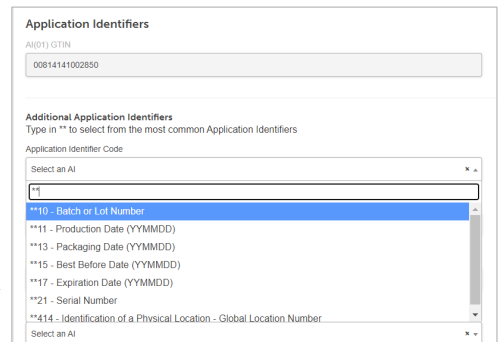 Application Identifiers
AI(01) GTIN
00814141002850
Additional Application Identifiers
Type in ** to select from the most common Application Identifiers
Application Identifier Code
Select an AI
**
**10 - Batch or Lot Number
**11 - Production Date (YYMMDD)
**13 - Packaging Date (YYMMDD)
**15 - Best Before Date (YYMMDD)
**17 - Expiration Date (YYMMDD)
**21 - Serial Number
**414 - Identification of a Physical Location - Global Location Number
Select an AI